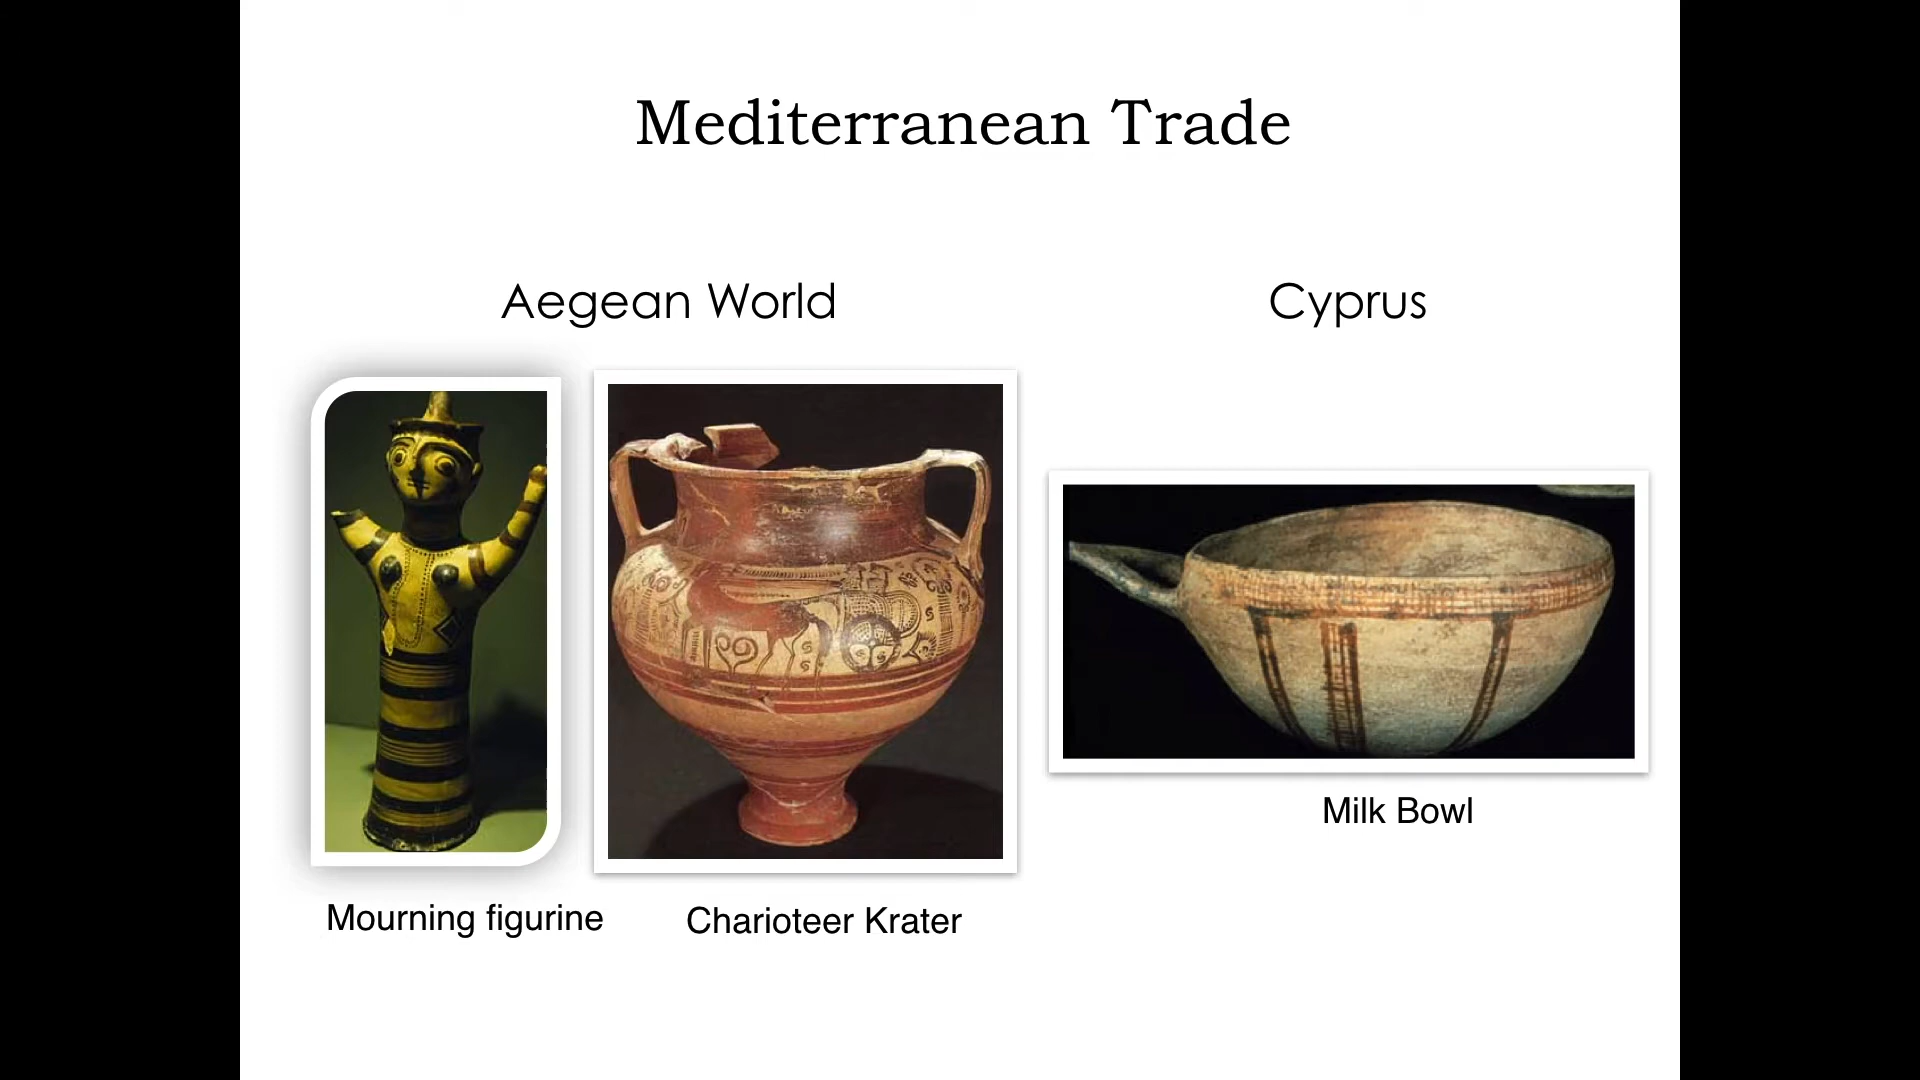 Mediterranean Trade
Aegean World
Cyprus
Milk Bowl
Mourning figurine
Charioteer Krater